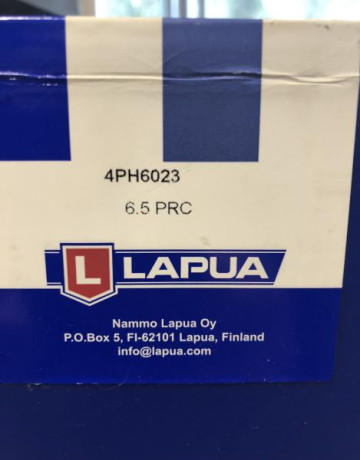 4PH6023
6.5 PRC
L LAPUA
Nammo Lapua Oy
P.O.Box 5, FI-62101 Lapua, Finland
info@lapua.com